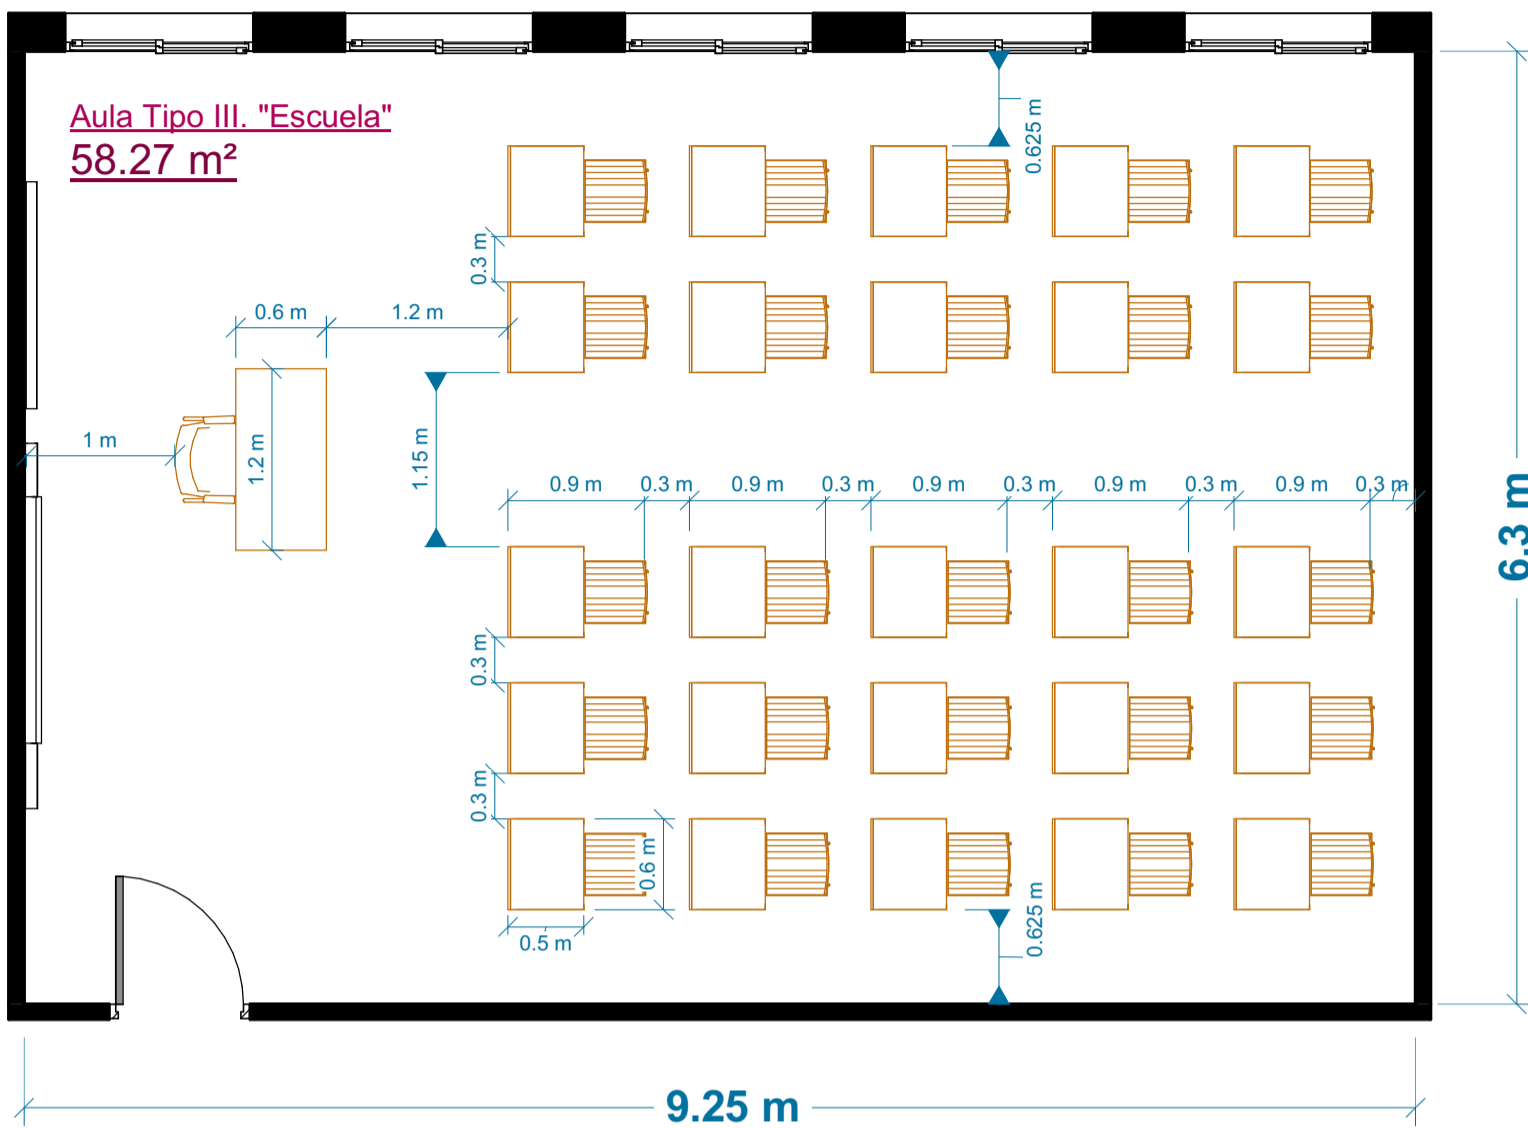 Aula Tipo III. "Escuela"
58.27 m²
0.625 m
0.3 m
0.6 m
1.2 m
1 m
1.2 m
1.15 m
0.9 m 0.3 m 0.9 m 0.3 m 0.9 m 0.3 m 0.9 m 0.3 m 0.9 m 0.3 m
6.3 m
0.3 m
0.3 m
0.6 m
0.5 m
0.625 m
9.25 m